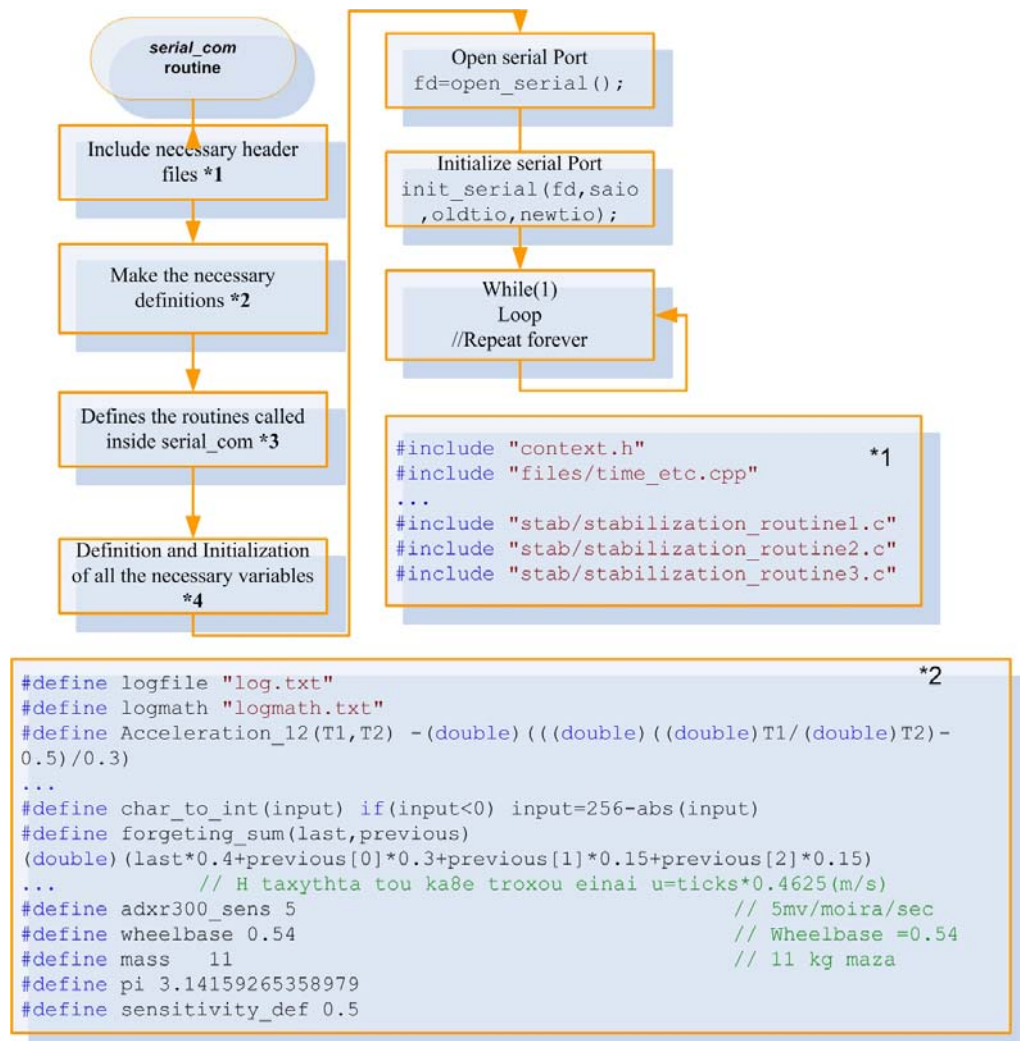 serial_com
routine
Include necessary header
files *1
Make the necessary
definitions *2
Defines the routines called
inside serial_com *3
Definition and Initialization
of all the necessary variables
*4
Open serial Port
fd=open_serial();
Initialize serial Port
init_serial(fd,saio
,oldtio,newtio);
While(1)
Loop
//Repeat forever
*1
#include "context.h"
#include "files/time_etc.cpp"
...
#include "stab/stabilization_routine1.c"
#include "stab/stabilization_routine2.c"
#include "stab/stabilization_routine3.c"
*2
#define logfile "log.txt"
#define logmath "logmath.txt"
#define Acceleration_12(T1,T2) -(double)(((double)((double)T1/(double)T2)-
0.5)/0.3)
...
#define char_to_int(input) if(input<0) input=256-abs(input)
#define forgeting_sum(last,previous)
(double)(last*0.4+previous[0]*0.3+previous[1]*0.15+previous[2]*0.15)
... // H taxythta tou ka8e troxou einai u=ticks*0.4625(m/s)
#define adxr300_sens 5 // 5mv/moira/sec
#define wheelbase 0.54 // Wheelbase =0.54
#define mass 11 // 11 kg maza
#define pi 3.14159265358979
#define sensitivity_def 0.5